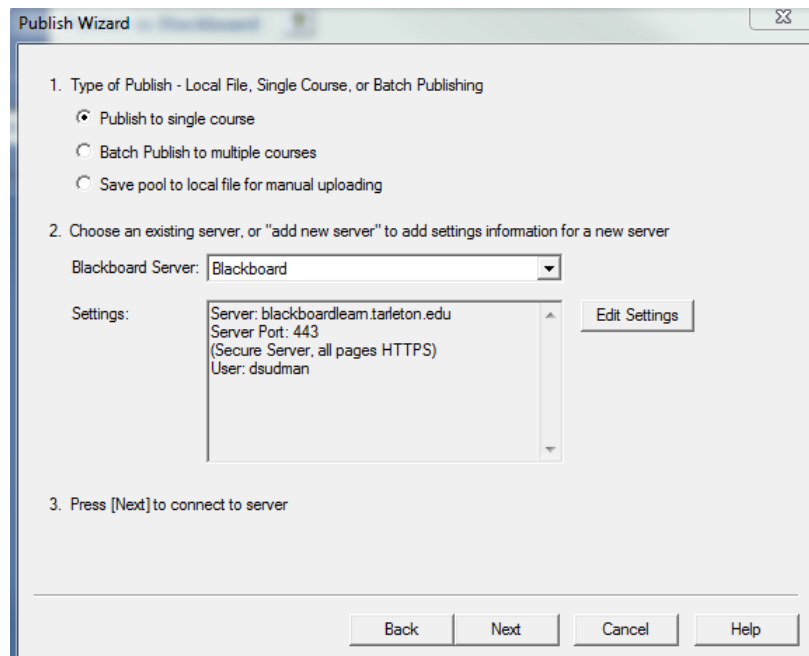 Publish Wizard
1. Type of Publish - Local File, Single Course, or Batch Publishing
Publish to single course
Batch Publish to multiple courses
Save pool to local file for manual uploading
2. Choose an existing server, or "add new server" to add settings information for a new server
Blackboard Server: Blackboard
Settings:
Server: blackboardlearn.tarleton.edu
Server Port: 443
(Secure Server, all pages HTTPS)
User: dsudman
Edit Settings
3. Press [Next] to connect to server
Back Next Cancel Help